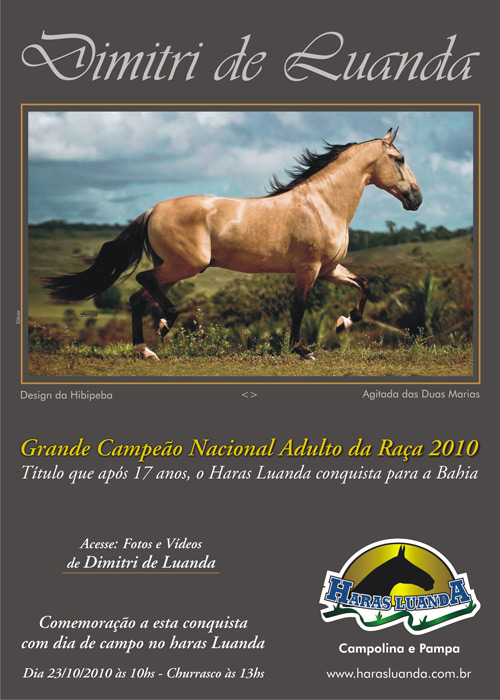 Dimitri de Luanda
Design da Hibipeba <> Agitada das Duas Marias
Grande Campeão Nacional Adulto da Raça 2010
Título que após 17 anos, o Haras Luanda conquista para a Bahia
Acesse: Fotos e Vídeos
de Dimitri de Luanda
HARAS LUANDA
Comemoração a esta conquista
com dia de campo no haras Luanda
Campolina e Pampa
Dia 23/10/2010 às 10hs - Churrasco às 13hs
www.harasluanda.com.br